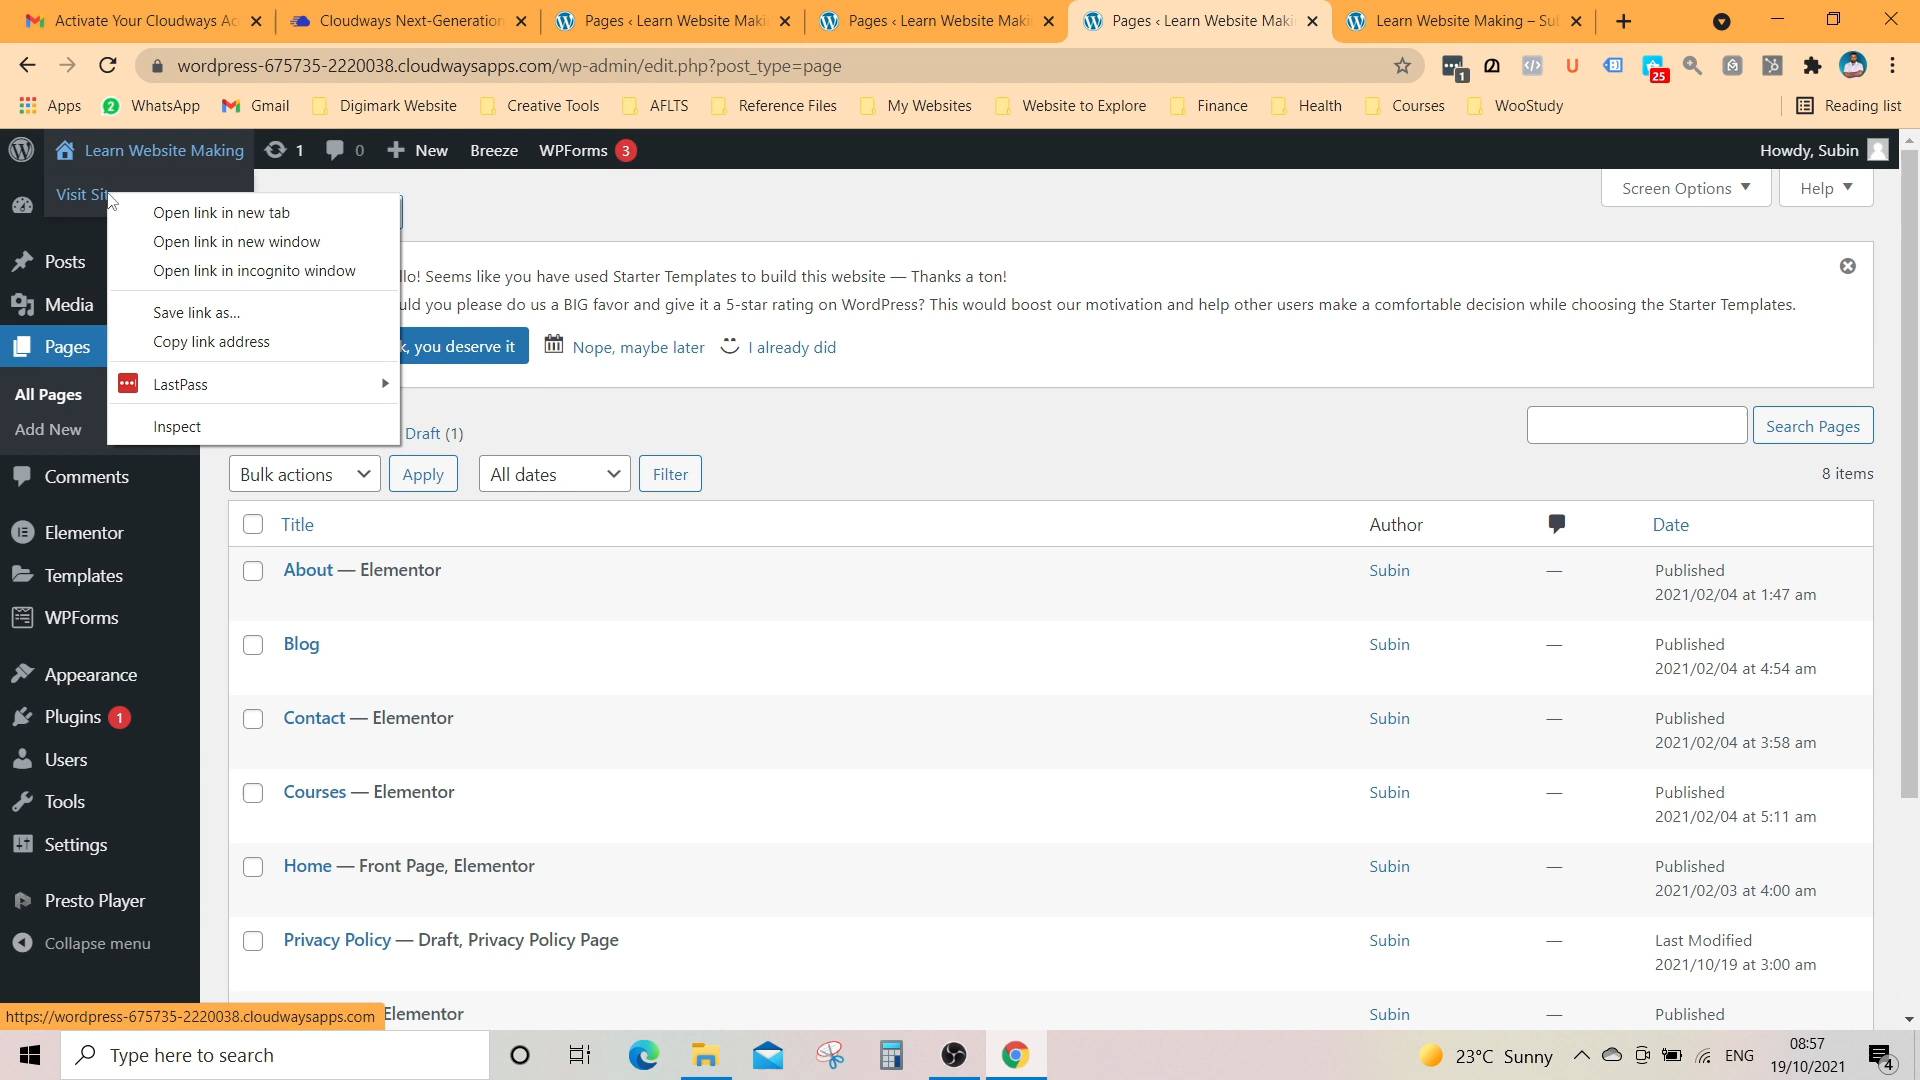 Activate Your Cloudways Ac
Cloudways Next-Generation
Pages ‹ Learn Website Maki
Pages ‹ Learn Website Maki
Pages ‹ Learn Website Maki
Learn Website Making – Su
wordpress-675735-2220038.cloudwaysapps.com/wp-admin/edit.php?post_type=page
1
25
Apps
2
WhatsApp
Gmail
Digimark Website
Creative Tools
AFLTS
Reference Files
My Websites
Website to Explore
Finance
Health
Courses
WooStudy
Reading list
Learn Website Making
1
0
New
Breeze
WPForms 3
Howdy, Subin
Visit Sit
Screen Options
Help
Open link in new tab
Open link in new window
Open link in incognito window
Save link as...
Copy link address
LastPass
Inspect
Posts
Media
Pages
All Pages
Add New
Comments
Elementor
Templates
WPForms
Appearance
Plugins 1
Users
Tools
Settings
Presto Player
Collapse menu
llo! Seems like you have used Starter Templates to build this website — Thanks a ton!
uld you please do us a BIG favor and give it a 5-star rating on WordPress? This would boost our motivation and help other users make a comfortable decision while choosing the Starter Templates.
k, you deserve it
Nope, maybe later
I already did
Draft (1)
Search Pages
Bulk actions
Apply
All dates
Filter
8 items
Title
Author
Date
About — Elementor
Subin
—
Published
2021/02/04 at 1:47 am
Blog
Subin
—
Published
2021/02/04 at 4:54 am
Contact — Elementor
Subin
—
Published
2021/02/04 at 3:58 am
Courses — Elementor
Subin
—
Published
2021/02/04 at 5:11 am
Home — Front Page, Elementor
Subin
—
Published
2021/02/03 at 4:00 am
Privacy Policy — Draft, Privacy Policy Page
Subin
—
Last Modified
2021/10/19 at 3:00 am
Elementor
Subin
—
Published
https://wordpress-675735-2220038.cloudwaysapps.com
Type here to search
23°C Sunny
ENG
08:57
19/10/2021
4